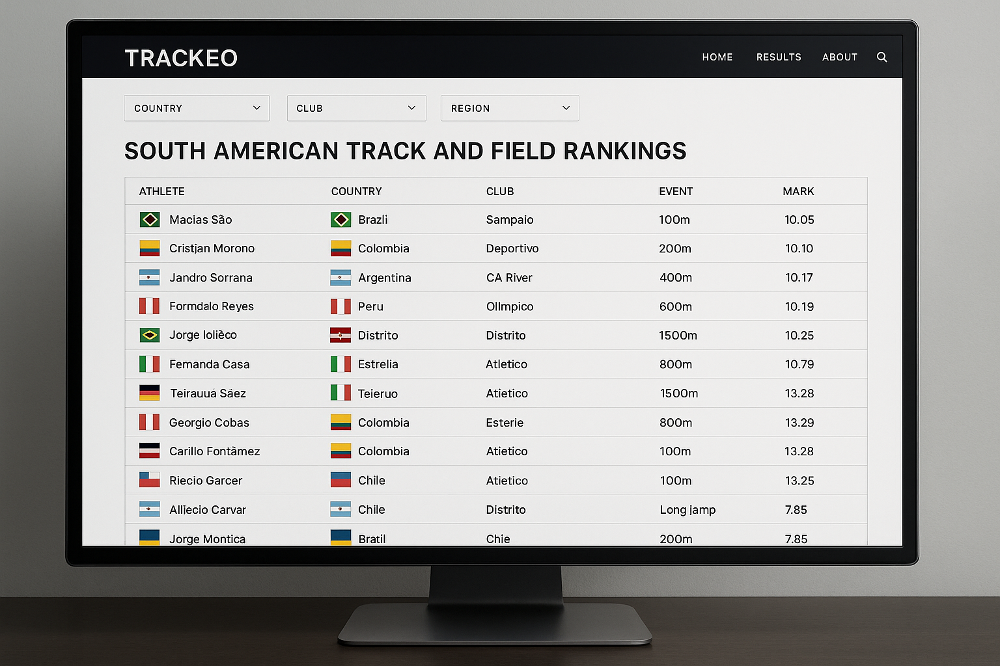 TRACKEO HOME RESULTS ABOUT
COUNTRY CLUB REGION
SOUTH AMERICAN TRACK AND FIELD RANKINGS
ATHLETE COUNTRY CLUB EVENT MARK
Macias São Brazli Sampaio 100m 10.05
Cristjan Morono Colombia Deportivo 200m 10.10
Jandro Sorrana Argentina CA River 400m 10.17
Formdalo Reyes Peru Ollmpico 600m 10.19
Jorge lolièco Distrito Distrito 1500m 10.25
Femanda Casa Estrelia Atletico 800m 10.79
Teirauuá Sáez Teieruo Atietico 1500m 13.28
Georgio Cobas Colombia Esterie 800m 13.29
Carillo Fontàmez Colombia Atietico 100m 13.28
Riecio Garcer Chile Atietico 100m 13.25
Alljecio Carvar Chile Distrito Long jamp 7.85
Jorge Montica Bratil Chie 200m 7.85